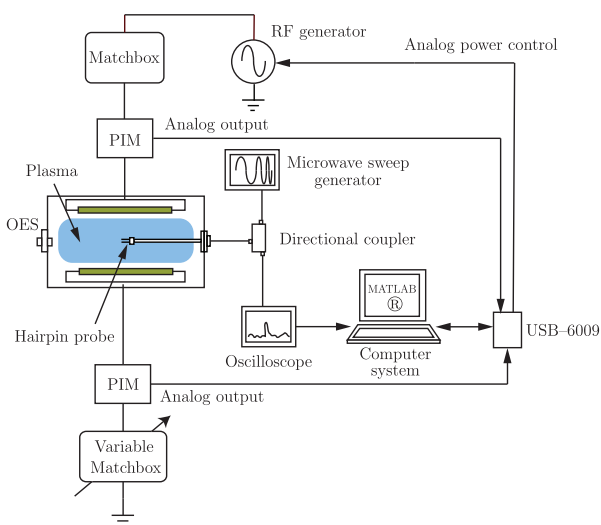 RF generator
Analog power control
Matchbox
Analog output
PIM
Microwave sweep
generator
Plasma
OES
Directional coupler
MATLAB
®
Hairpin probe
USB–6009
Oscilloscope
Computer
system
PIM
Analog output
Variable
Matchbox